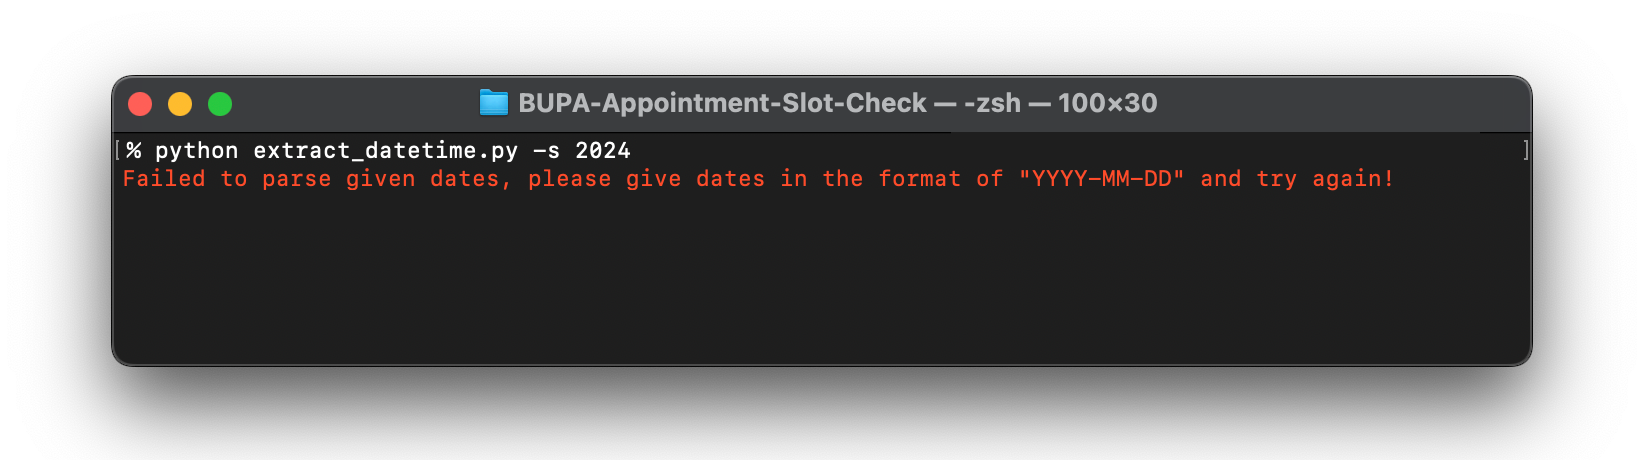 BUPA-Appointment-Slot-Check — -zsh — 100×30
[% python extract_datetime.py -s 2024 ]
Failed to parse given dates, please give dates in the format of "YYYY-MM-DD" and try again!